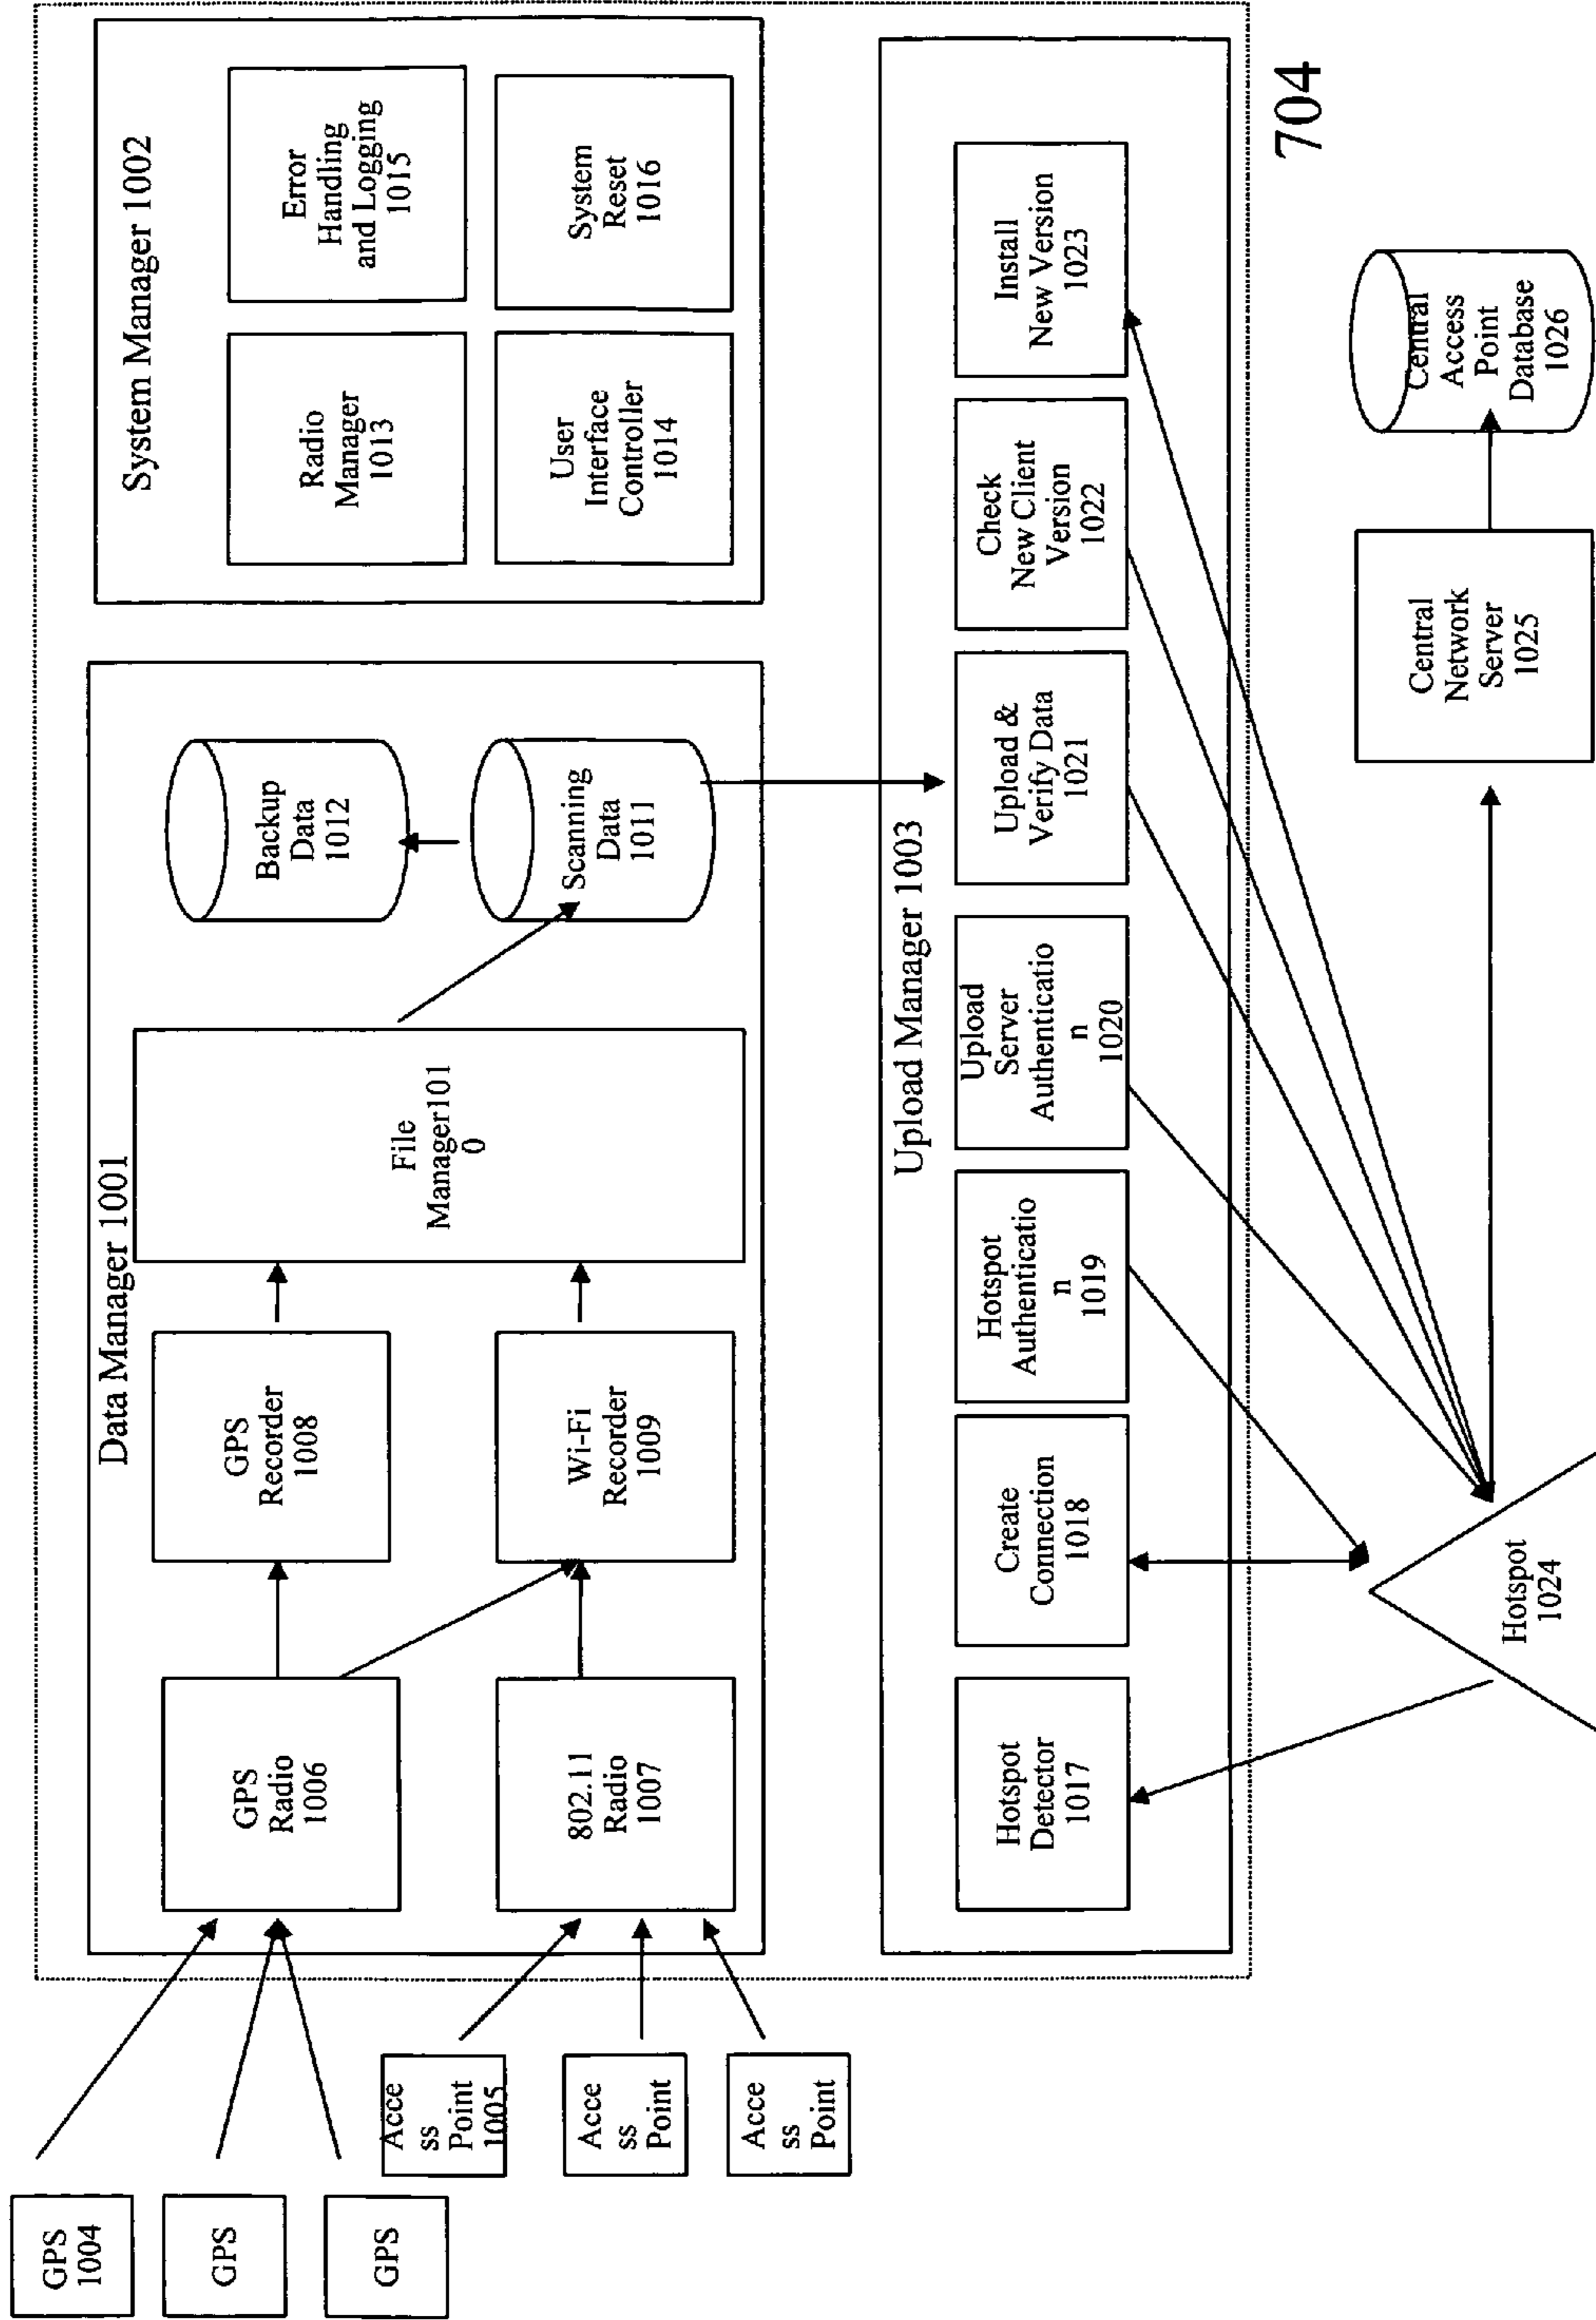 GPS
1004
GPS
GPS
Acce
ss
Point
1005
Acce
ss
Point
Acce
ss
Point
Data Manager 1001
GPS
Radio
1006
802.11
Radio
1007
GPS
Recorder
1008
Wi-Fi
Recorder
1009
File
Manager101
0
Backup
Data
1012
Scanning
Data
1011
System Manager 1002
Radio
Manager
1013
Error
Handling
and Logging
1015
User
Interface
Controller
1014
System
Reset
1016
Upload Manager 1003
Hotspot
Detector
1017
Create
Connection
1018
Hotspot
Authenticatio
n
1019
Upload
Server
Authenticatio
n
1020
Upload &
Verify Data
1021
Check
New Client
Version
1022
Install
New Version
1023
704
Hotspot
1024
Central
Network
Server
1025
Central
Access
Point
Database
1026